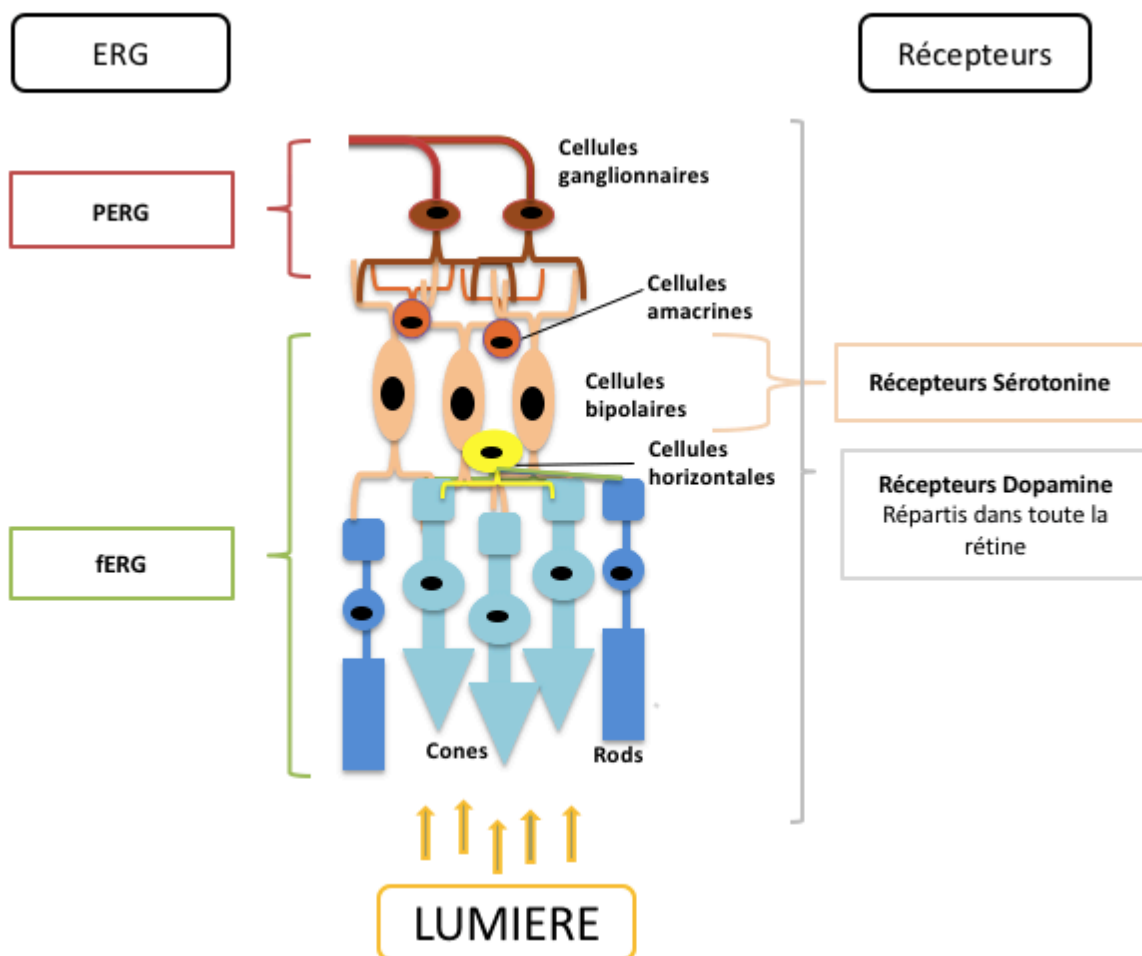 ERG
Récepteurs
Cellules
ganglionnaires
PERG
Cellules
amacrines
Récepteurs Sérotonine
Cellules
bipolaires
Cellules
horizontales
Récepteurs Dopamine
Répartis dans toute la
rétine
fERG
Cones
Rods
LUMIERE